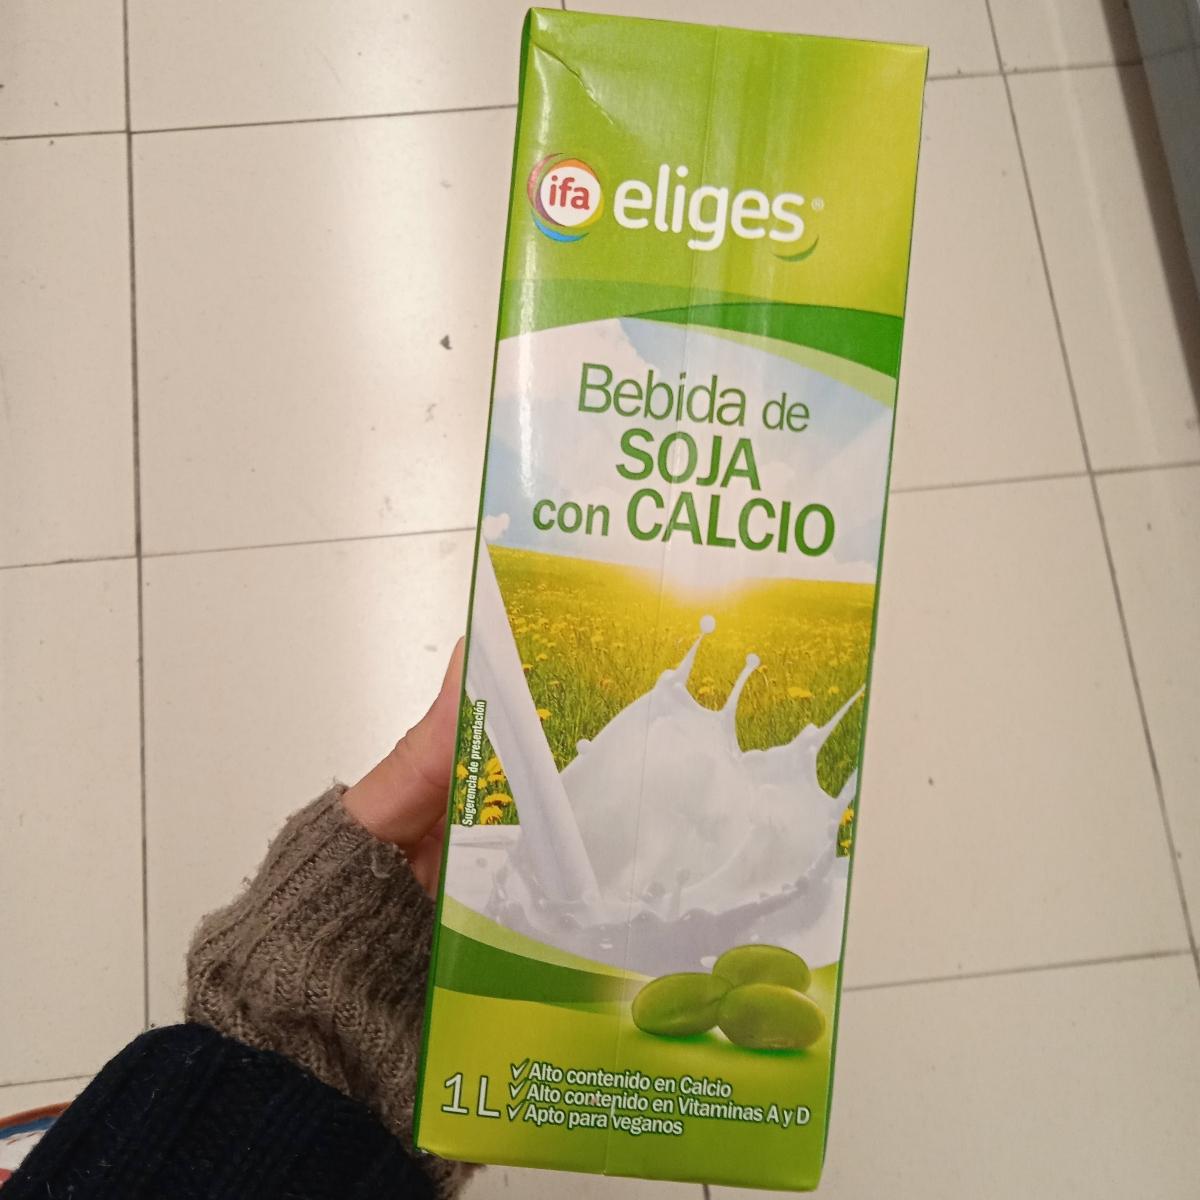 ifa eliges®
Bebida de
SOJA
con CALCIO
Sugerencia de presentación
1 L
Alto contenido en Calcio
Alto contenido en Vitaminas A y D
Apto para veganos